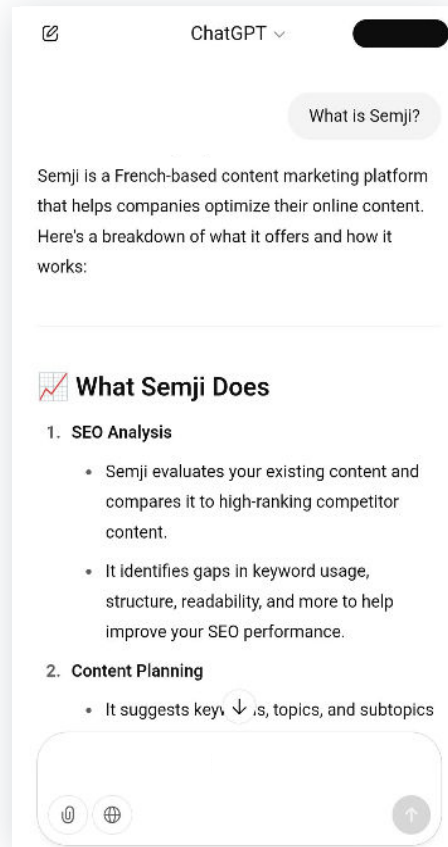 ChatGPT
What is Semji?
Semji is a French-based content marketing platform
that helps companies optimize their online content.
Here's a breakdown of what it offers and how it
works:
📈 What Semji Does
1. SEO Analysis
• Semji evaluates your existing content and
compares it to high-ranking competitor
content.
• It identifies gaps in keyword usage,
structure, readability, and more to help
improve your SEO performance.
2. Content Planning
• It suggests topics, and subtopics